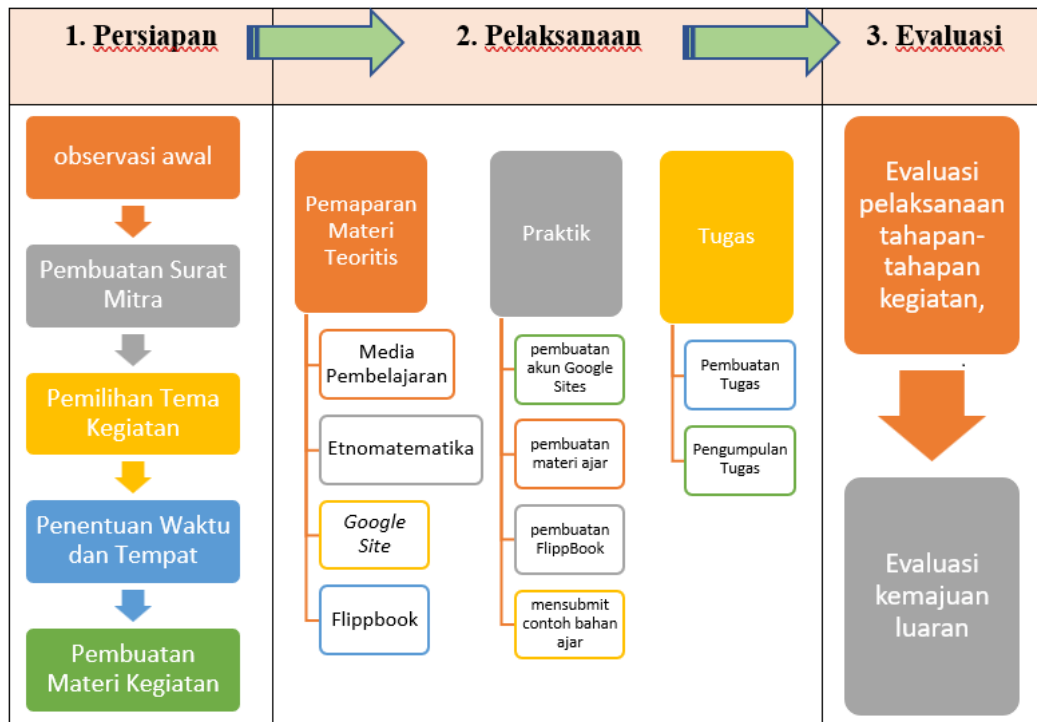 1. Persiapan
2. Pelaksanaan
3. Evaluasi
observasi awal
Pembuatan Surat
Mitra
Pemilihan Tema
Kegiatan
Penentuan Waktu
dan Tempat
Pembuatan
Materi Kegiatan
Pemaparan
Materi
Teoritis
Media
Pembelajaran
Etnomatematika
Google
Site
Flippbook
Praktik
pembuatan
akun Google
Sites
pembuatan
materi ajar
pembuatan
FlippBook
mensubmit
contoh bahan
ajar
Tugas
Pembuatan
Tugas
Pengumpulan
Tugas
Evaluasi
pelaksanaan
tahapan-
tahapan
kegiatan,
Evaluasi
kemajuan
luaran